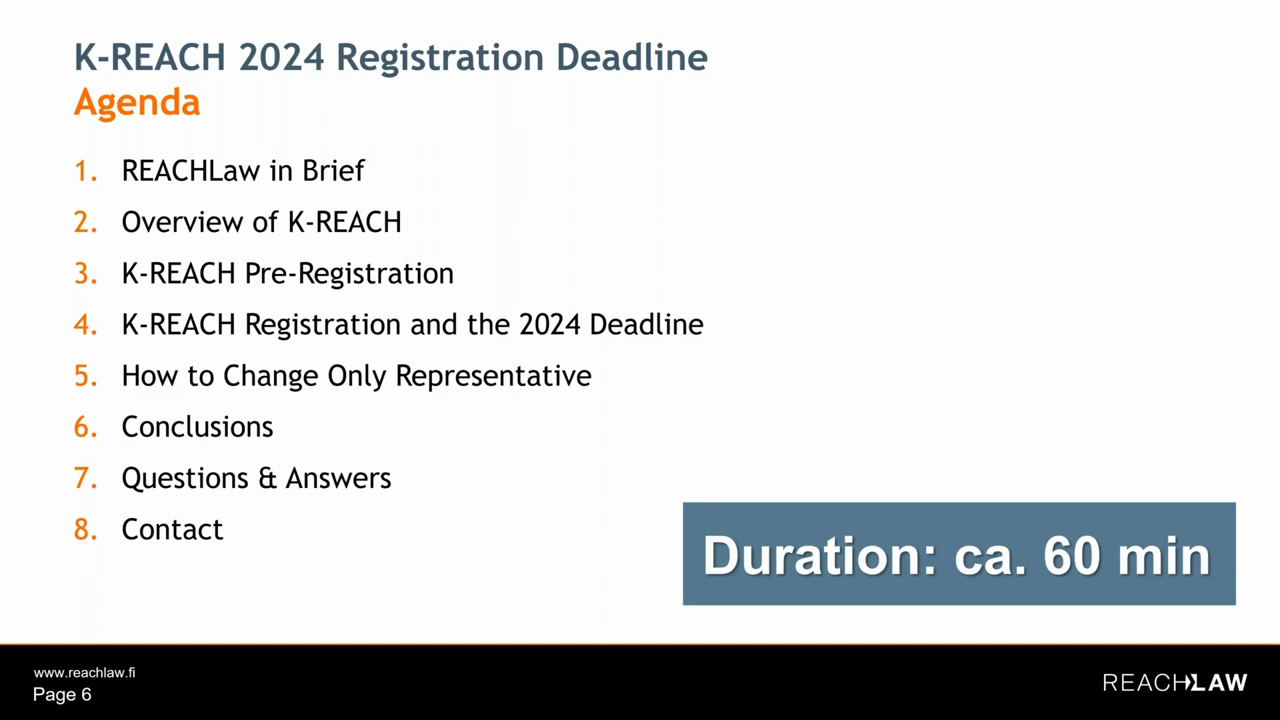 K-REACH 2024 Registration Deadline
Agenda
1. REACHLaw in Brief
2. Overview of K-REACH
3. K-REACH Pre-Registration
4. K-REACH Registration and the 2024 Deadline
5. How to Change Only Representative
6. Conclusions
7. Questions & Answers
8. Contact
Duration: ca. 60 min
www.reachlaw.fi
Page 6
REACHLAW